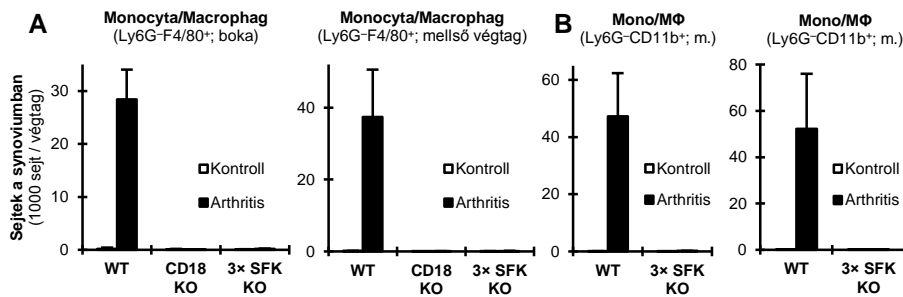 A
Monocyta/Macrophag
(Ly6G⁻F4/80⁺; boka)
Sejtek a synoviumban
(1000 sejt / végtag)
30
20
10
0
Kontroll
Arthritis
WT
CD18
KO
3× SFK
KO
Monocyta/Macrophag
(Ly6G⁻F4/80⁺; mellső végtag)
40
20
0
Kontroll
Arthritis
WT
CD18
KO
3× SFK
KO
B
Mono/MΦ
(Ly6G⁻CD11b⁺; m.)
60
40
20
0
Kontroll
Arthritis
WT
3× SFK
KO
Mono/MΦ
(Ly6G⁻CD11b⁺; m.)
80
60
40
20
0
Kontroll
Arthritis
WT
3× SFK
KO